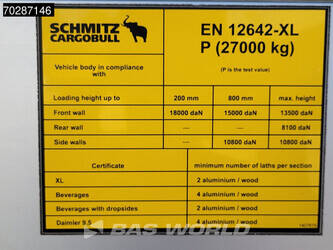 70287146
SCHMITZ
CARGOBULL
EN 12642-XL
P (27000 kg)
Vehicle body in compliance
with
(P is the test value)
Loading height up to 200 mm 800 mm max. height
Front wall 18000 daN 15000 daN 13500 daN
Rear wall — — 8100 daN
Side walls — 10800 daN 10800 daN
Certificate minimum number of laths per section
XL 2 aluminium / wood
Beverages 4 aluminium / wood
Beverages with dropsides 2 aluminium / wood
Daimler 9.5 4 aluminium / wood
BAS WORLD